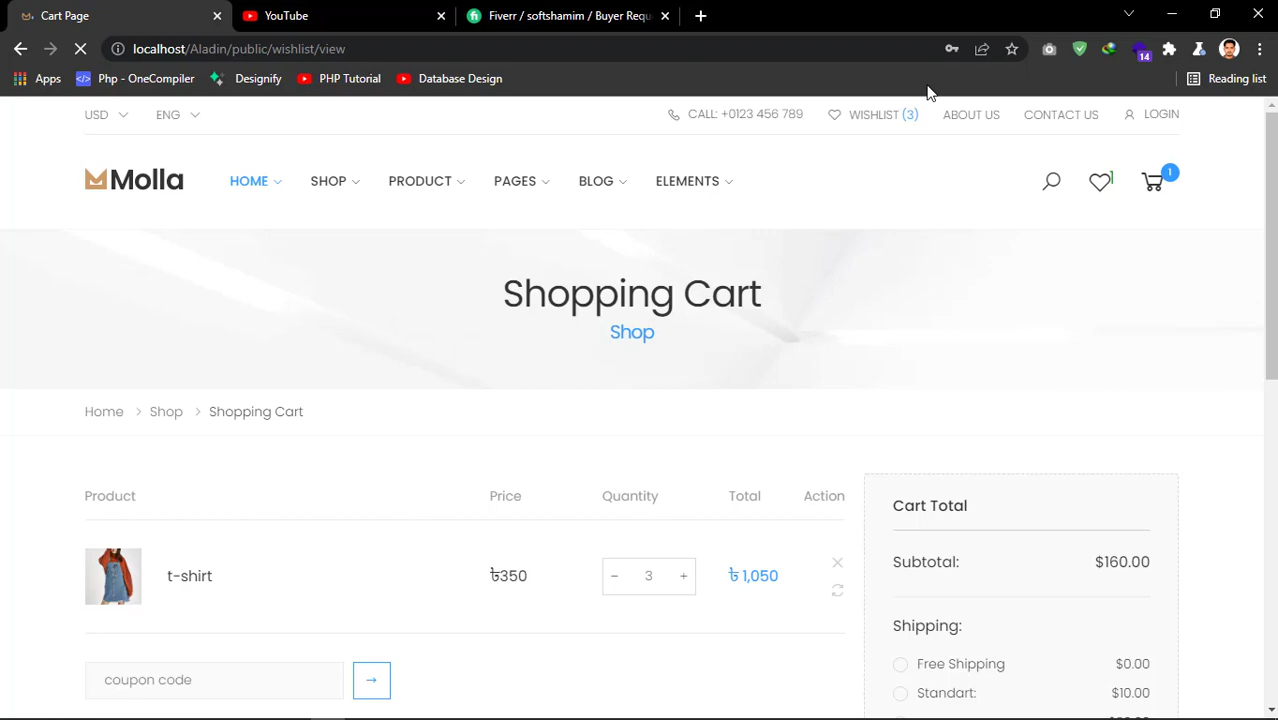 Cart Page
YouTube
Fiverr / softshamim / Buyer Requ
localhost/Aladin/public/wishlist/view
14
Apps
Php - OneCompiler
Designify
PHP Tutorial
Database Design
Reading list
USD
ENG
CALL: +0123 456 789
WISHLIST (3)
ABOUT US
CONTACT US
LOGIN
Molla
HOME
SHOP
PRODUCT
PAGES
BLOG
ELEMENTS
1
1
Shopping Cart
Shop
Home > Shop > Shopping Cart
Product
Price
Quantity
Total
Action
t-shirt
৳350
- 3 +
৳ 1,050
coupon code
→
Cart Total
Subtotal: $160.00
Shipping:
Free Shipping $0.00
Standart: $10.00